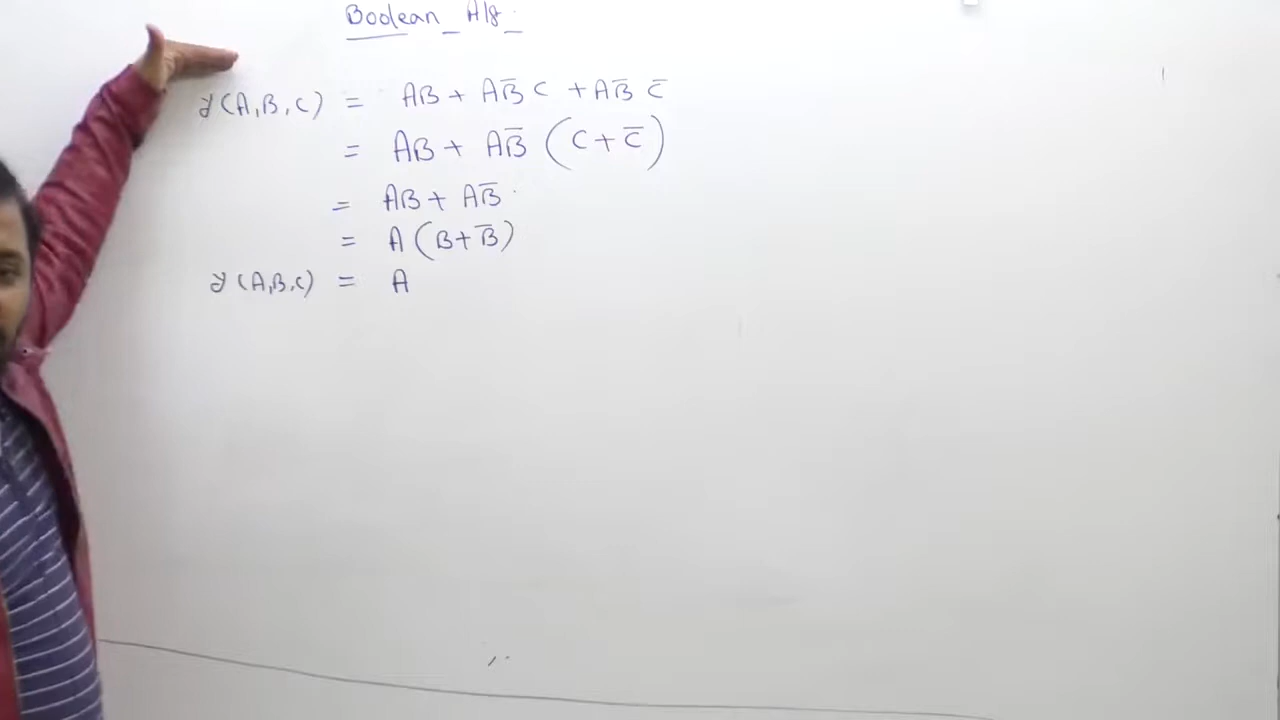 Boolean Alg.
y(A,B,C) = AB + AB̅C + AB̅C̅
= AB + AB̅(C+C̅)
= AB + AB̅
= A(B+B̅)
y(A,B,C) = A